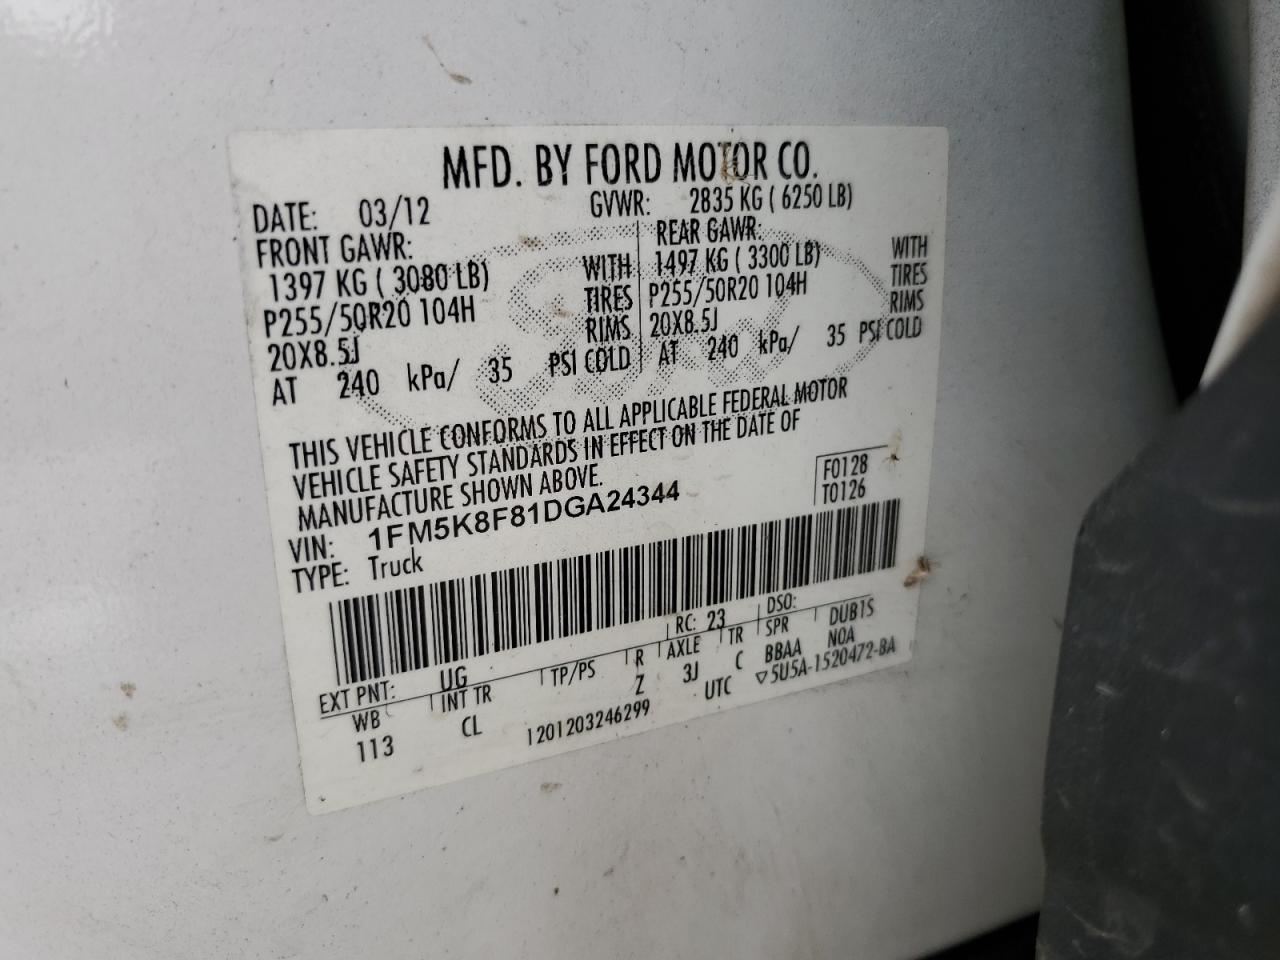 MFD. BY FORD MOTOR CO.
DATE: 03/12 GVWR: 2835 KG ( 6250 LB)
FRONT GAWR:
1397 KG ( 3080 LB) WITH
P255/50R20 104H TIRES
20X8.5J RIMS
AT 240 kPa/ 35 PSI COLD
REAR GAWR:
1497 KG ( 3300 LB) WITH
P255/50R20 104H TIRES
20X8.5J RIMS
AT 240 kPa/ 35 PSI COLD
THIS VEHICLE CONFORMS TO ALL APPLICABLE FEDERAL MOTOR
VEHICLE SAFETY STANDARDS IN EFFECT ON THE DATE OF
MANUFACTURE SHOWN ABOVE.
F0128
T0126
VIN: 1FM5K8F81DGA24344
TYPE: Truck
EXT PNT: UG RC: 23 DSO:
WB INT TR TP/PS R AXLE TR SPR DUB1S
113 CL Z 3J C BBAA NOA
1201203246299 UTC ▽5U5A-1520472-BA